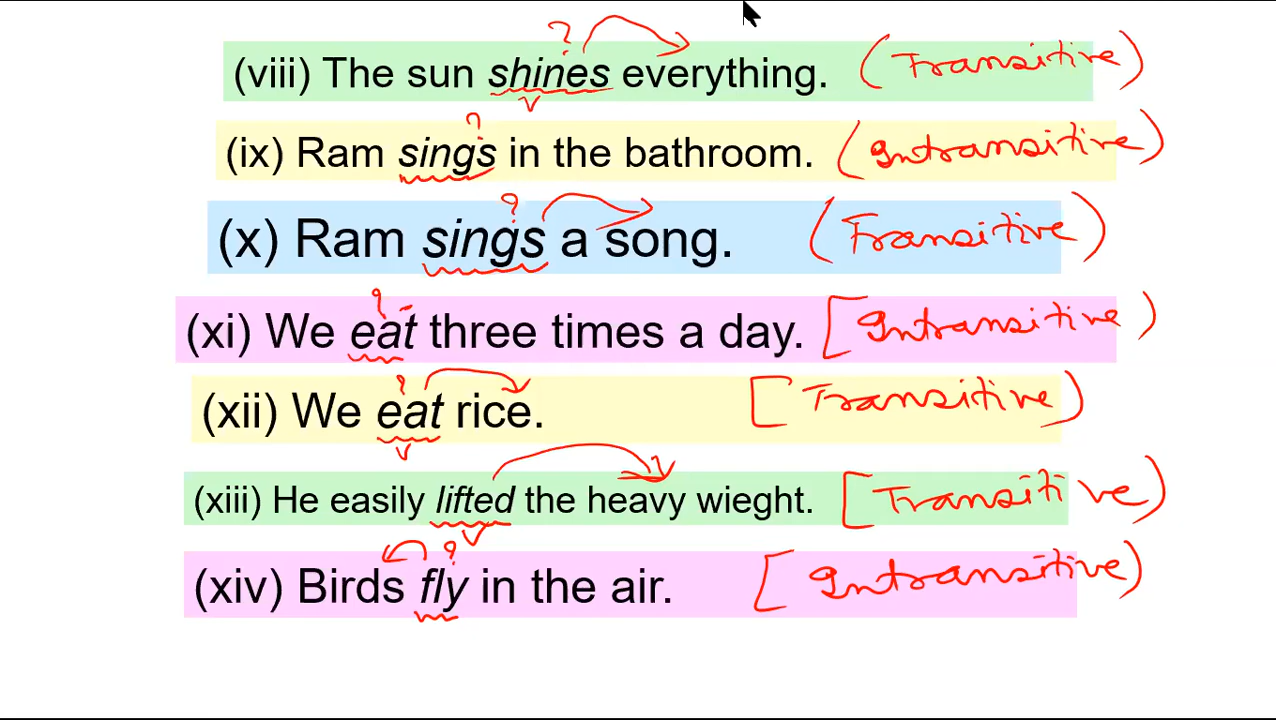 (viii) The sun shines everything. (Transitive)
(ix) Ram sings in the bathroom. (Intransitive)
(x) Ram sings a song. (Transitive)
(xi) We eat three times a day. [Intransitive)
(xii) We eat rice. [Transitive)
(xiii) He easily lifted the heavy wieght. [Transitive)
(xiv) Birds fly in the air. [Intransitive)